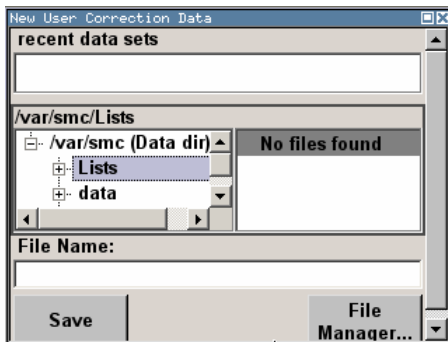 New User Correction Data
recent data sets
/var/smc/Lists
/var/smc (Data dir)
Lists
data
No files found
File Name:
Save
File
Manager...